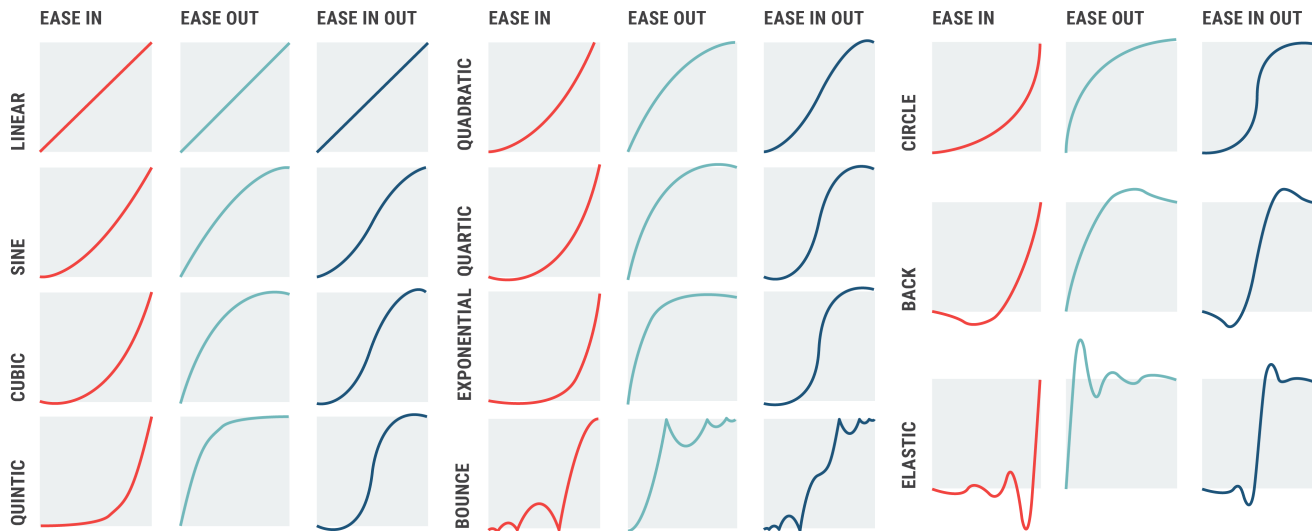 EASE IN EASE OUT EASE IN OUT
LINEAR
SINE
CUBIC
QUINTIC
EASE IN EASE OUT EASE IN OUT
QUADRATIC
QUARTIC
EXPONENTIAL
BOUNCE
EASE IN EASE OUT EASE IN OUT
CIRCLE
BACK
ELASTIC